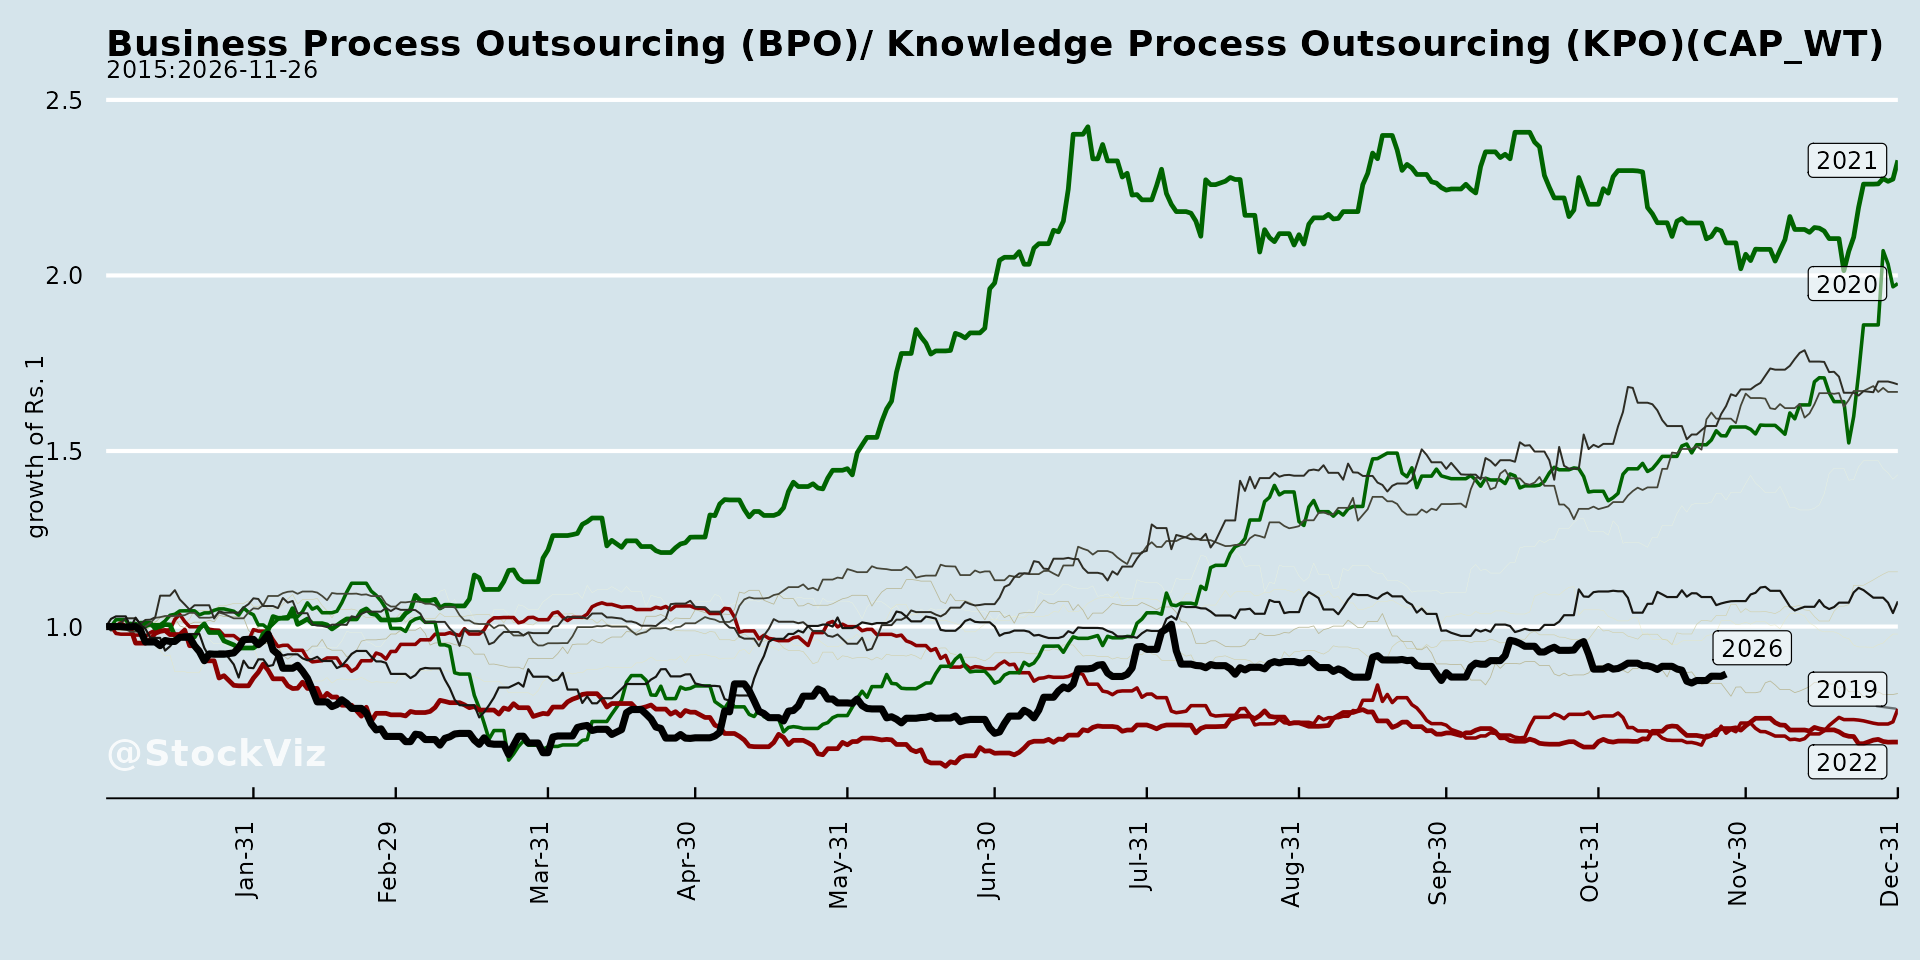 Business Process Outsourcing (BPO)/ Knowledge Process Outsourcing (KPO)(CAP_WT)
2015:2026-11-26
2.5
2.0
1.5
1.0
growth of Rs. 1
2021
2020
2026
2019
2022
@StockViz
Jan-31
Feb-29
Mar-31
Apr-30
May-31
Jun-30
Jul-31
Aug-31
Sep-30
Oct-31
Nov-30
Dec-31